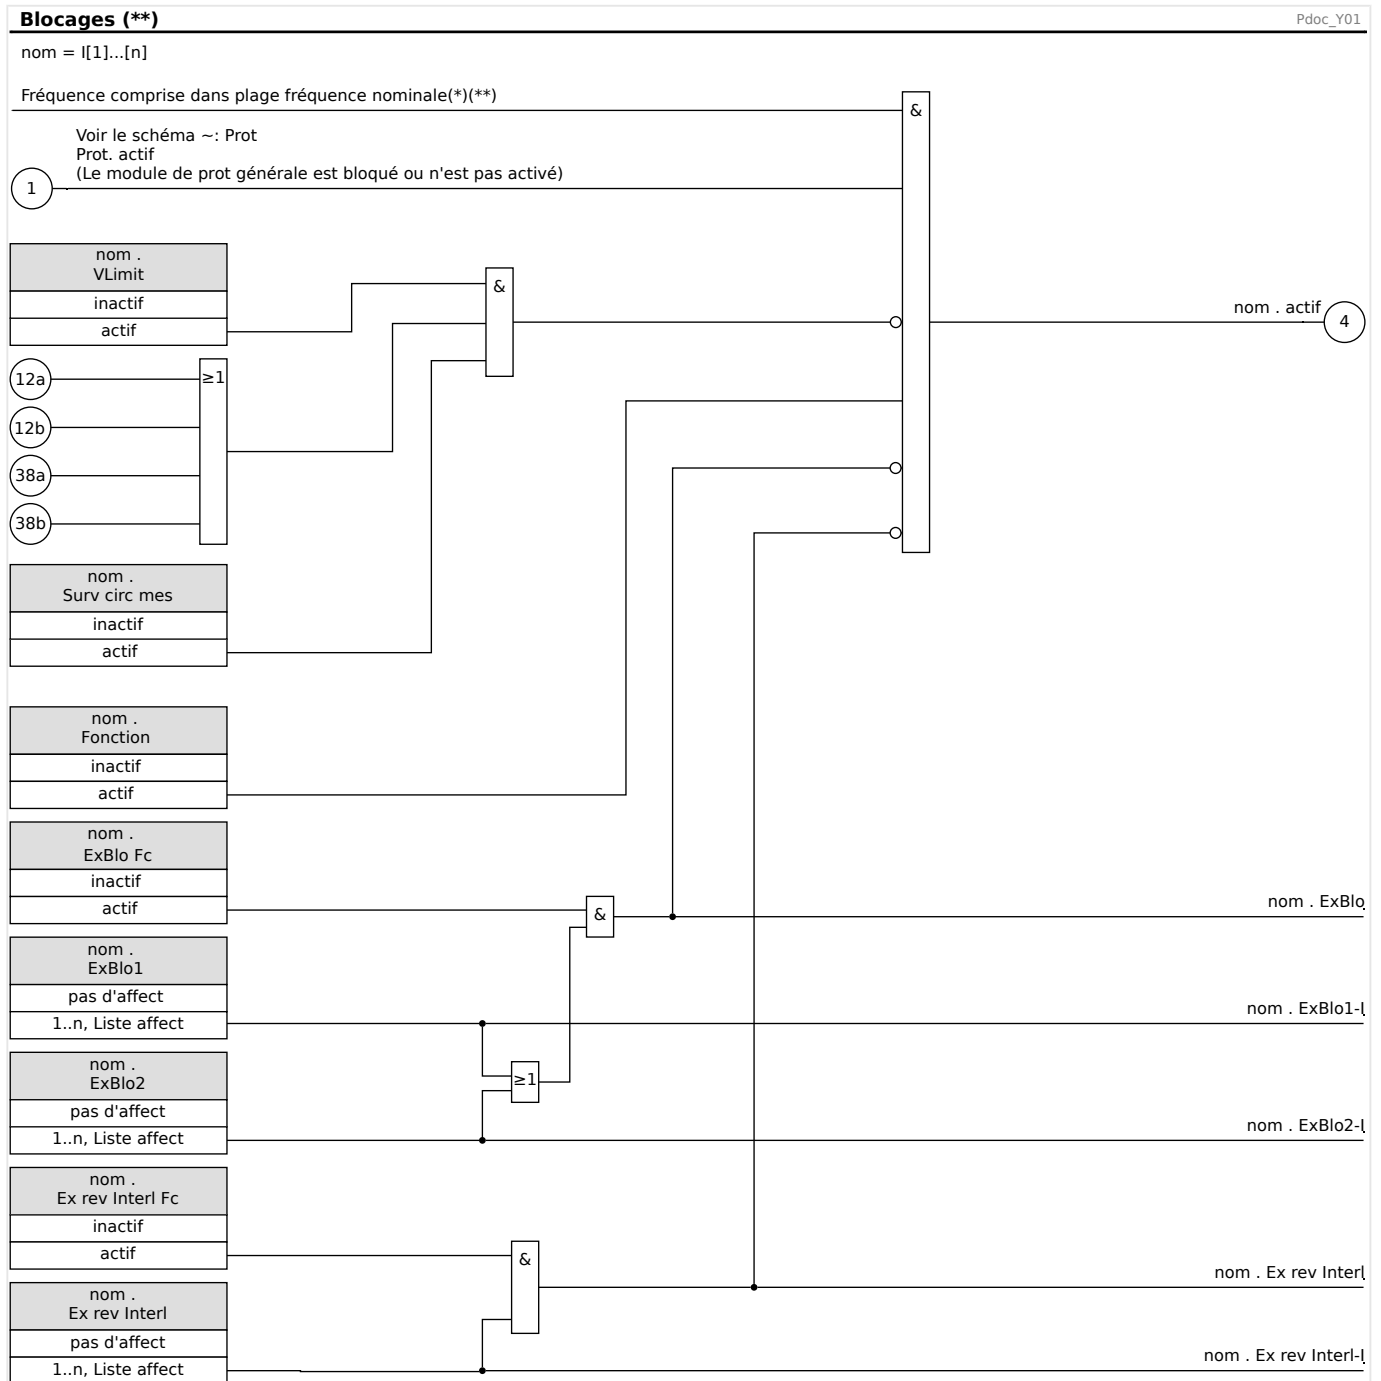 Blocages (**)
Pdoc_Y01
nom = I[1]...[n]
Fréquence comprise dans plage fréquence nominale(*)(**)
&
Voir le schéma ~: Prot
Prot. actif
(Le module de prot générale est bloqué ou n'est pas activé)
1
nom .
VLimit
inactif
actif
&
nom . actif
4
12a
≥1
12b
38a
38b
nom .
Surv circ mes
inactif
actif
nom .
Fonction
inactif
actif
nom .
ExBlo Fc
inactif
actif
&
nom . ExBlo
nom .
ExBlo1
pas d'affect
1..n, Liste affect
nom . ExBlo1-I
≥1
nom .
ExBlo2
pas d'affect
1..n, Liste affect
nom . ExBlo2-I
nom .
Ex rev Interl Fc
inactif
actif
&
nom . Ex rev Interl
nom .
Ex rev Interl
pas d'affect
1..n, Liste affect
nom . Ex rev Interl-I